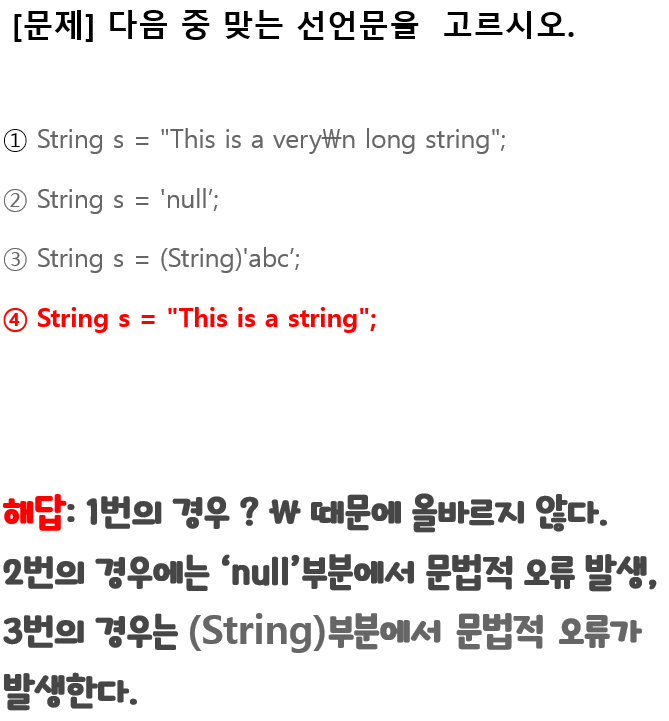 [문제] 다음 중 맞는 선언문을 고르시오.
① String s = "This is a very₩n long string";
② String s = 'null’;
③ String s = (String)'abc’;
④ String s = "This is a string";
해답: 1번의 경우 ? ₩ 때문에 올바르지 않다.
2번의 경우에는 ‘null’부분에서 문법적 오류 발생,
3번의 경우는 (String)부분에서 문법적 오류가
발생한다.